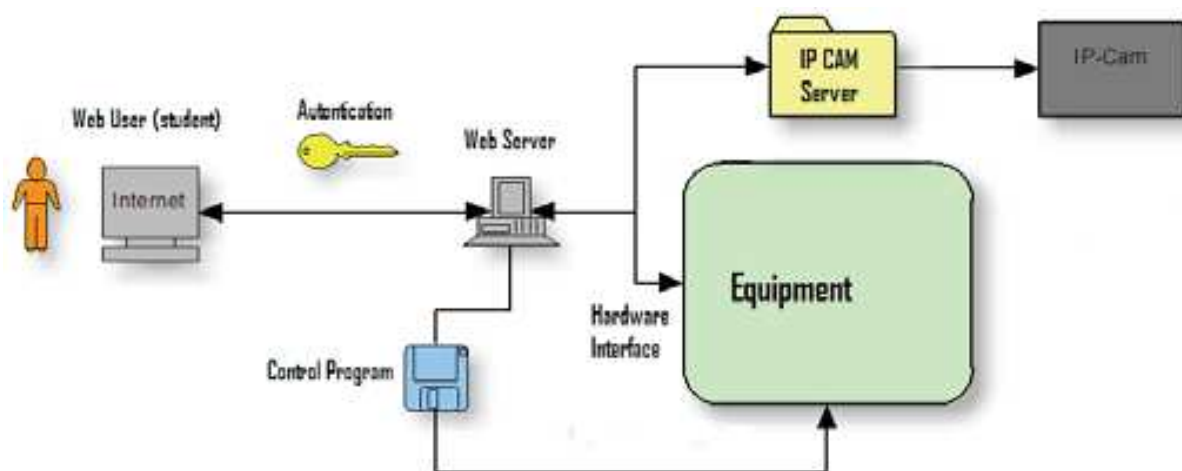 Web User (student)
Internet
Autentication
Web Server
IP CAM
Server
IP-Cam
Equipment
Hardware
Interface
Control Program